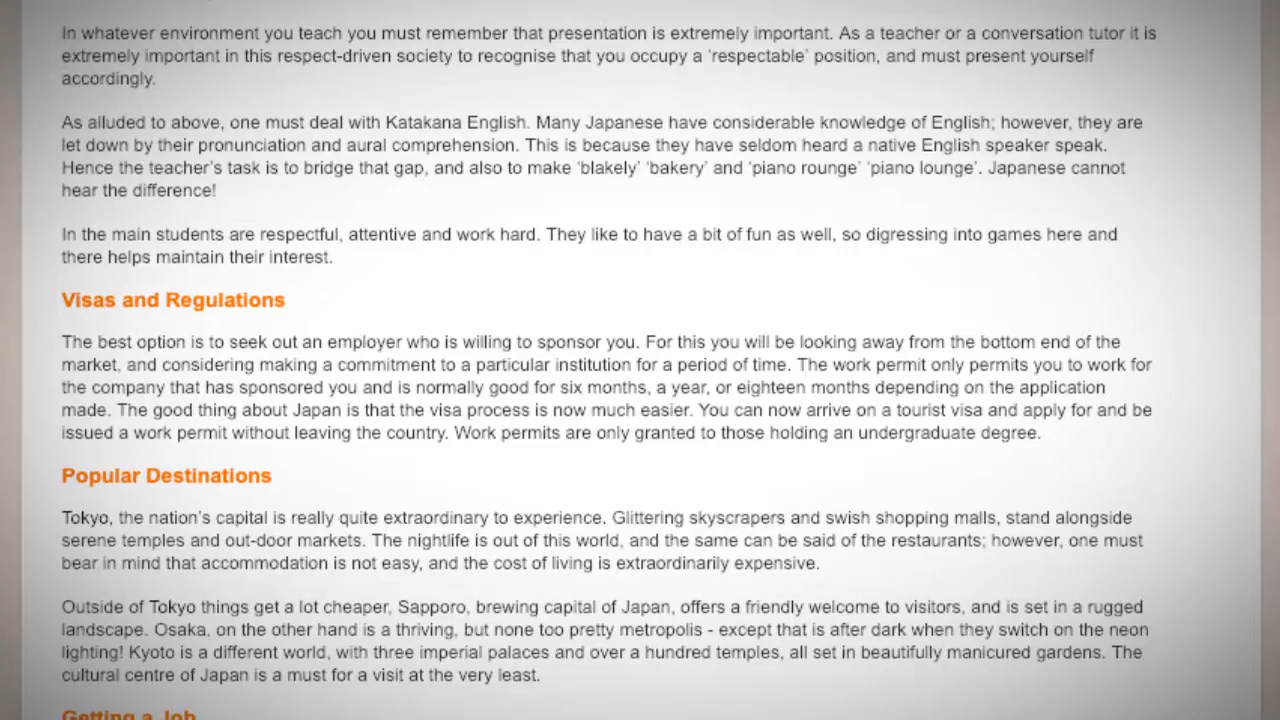 In whatever environment you teach you must remember that presentation is extremely important. As a teacher or a conversation tutor it is
extremely important in this respect-driven society to recognise that you occupy a ‘respectable’ position, and must present yourself
accordingly.
As alluded to above, one must deal with Katakana English. Many Japanese have considerable knowledge of English; however, they are
let down by their pronunciation and aural comprehension. This is because they have seldom heard a native English speaker speak.
Hence the teacher’s task is to bridge that gap, and also to make ‘blakely’ ‘bakery’ and ‘piano rounge’ ‘piano lounge’. Japanese cannot
hear the difference!
In the main students are respectful, attentive and work hard. They like to have a bit of fun as well, so digressing into games here and
there helps maintain their interest.
Visas and Regulations
The best option is to seek out an employer who is willing to sponsor you. For this you will be looking away from the bottom end of the
market, and considering making a commitment to a particular institution for a period of time. The work permit only permits you to work for
the company that has sponsored you and is normally good for six months, a year, or eighteen months depending on the application
made. The good thing about Japan is that the visa process is now much easier. You can now arrive on a tourist visa and apply for and be
issued a work permit without leaving the country. Work permits are only granted to those holding an undergraduate degree.
Popular Destinations
Tokyo, the nation’s capital is really quite extraordinary to experience. Glittering skyscrapers and swish shopping malls, stand alongside
serene temples and out-door markets. The nightlife is out of this world, and the same can be said of the restaurants; however, one must
bear in mind that accommodation is not easy, and the cost of living is extraordinarily expensive.
Outside of Tokyo things get a lot cheaper, Sapporo, brewing capital of Japan, offers a friendly welcome to visitors, and is set in a rugged
landscape. Osaka, on the other hand is a thriving, but none too pretty metropolis - except that is after dark when they switch on the neon
lighting! Kyoto is a different world, with three imperial palaces and over a hundred temples, all set in beautifully manicured gardens. The
cultural centre of Japan is a must for a visit at the very least.
Getting a Job